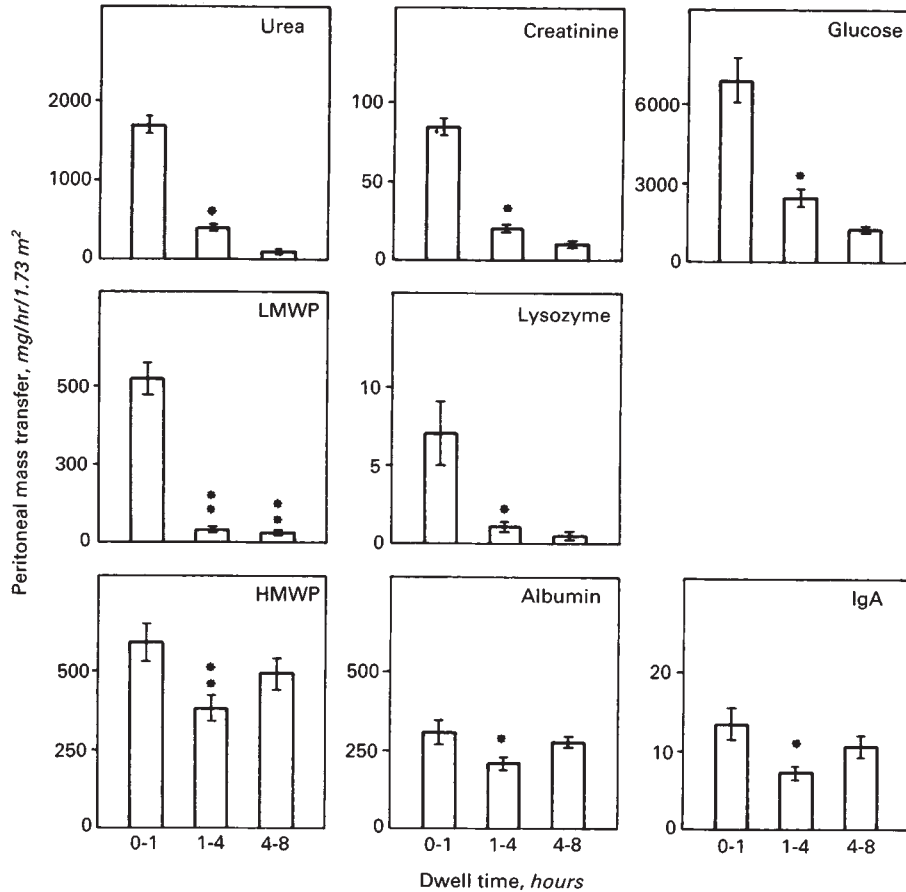 Peritoneal mass transfer, mg/hr/1.73 m²
Urea
2000
1000
0
Creatinine
100
50
0
Glucose
6000
3000
0
LMWP
500
300
0
Lysozyme
10
5
0
HMWP
500
250
0
0-1 1-4 4-8
Albumin
500
250
0
0-1 1-4 4-8
IgA
20
10
0
0-1 1-4 4-8
Dwell time, hours